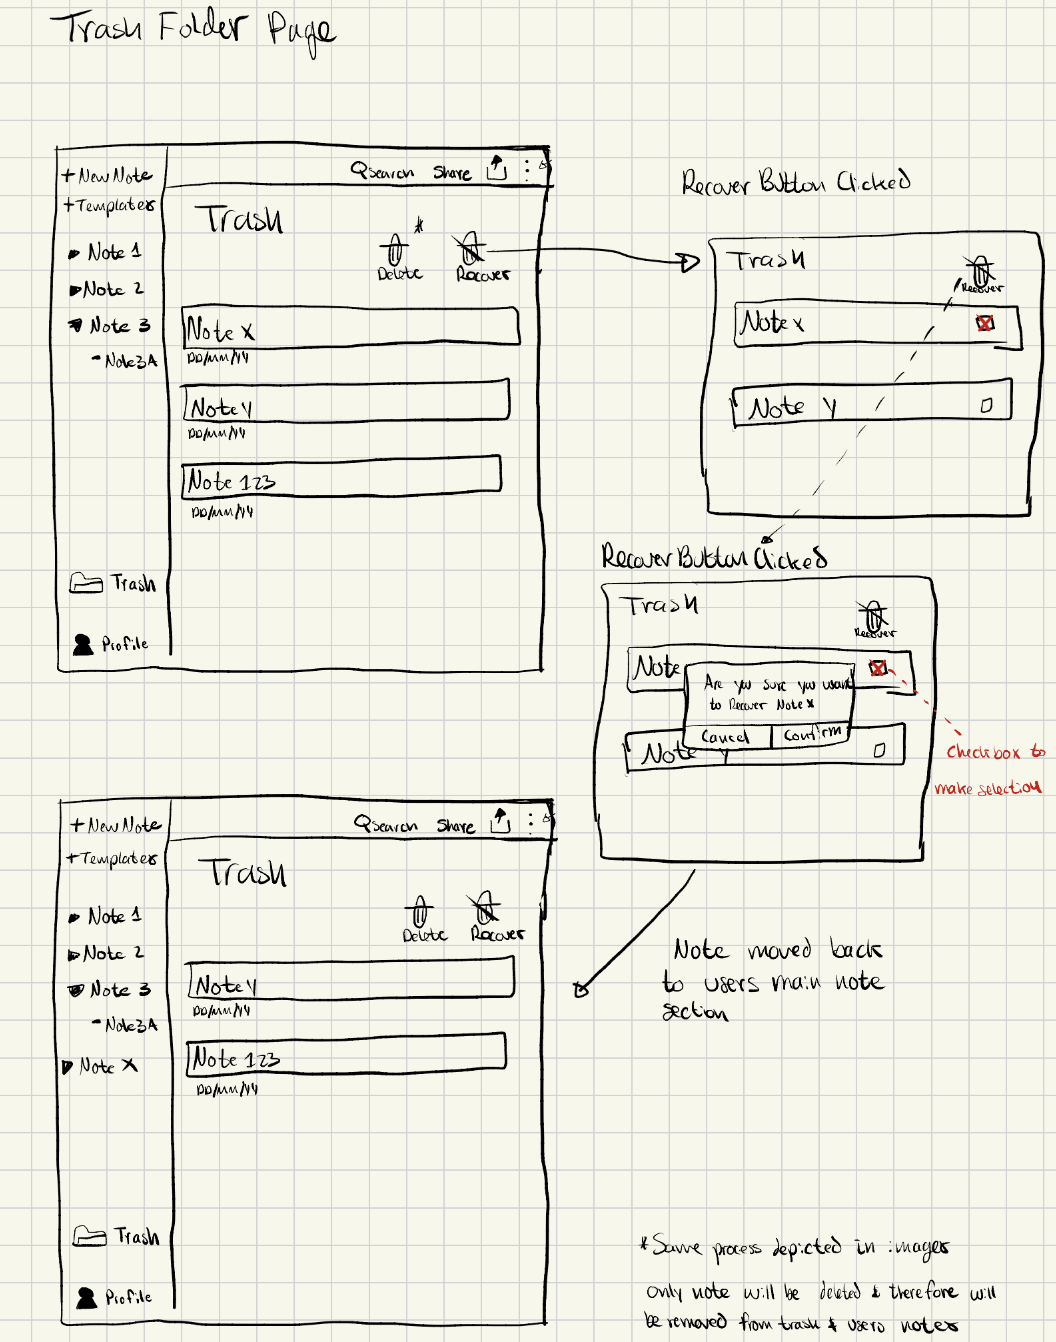 Trash Folder Page
+ New Note
+ Templates
Note 1
Note 2
Note 3
- Note3A
Trash
Profile
Search Share
Trash
*
Delete Recover
Note X
DD/MM/YY
Note Y
DD/MM/YY
Note 123
DD/MM/YY
Recover Button Clicked
Trash
Recover
Note x
Note Y
Recover Button Clicked
Trash
Recover
Note
Are you sure you want
to Recover Note x
Cancel Confirm
Note Y
Checkbox to
make selection
+ New Note
+ Templates
Note 1
Note 2
Note 3
- Note3A
Note X
Trash
Profile
Search Share
Trash
Delete Recover
Note Y
DD/MM/YY
Note 123
DD/MM/YY
Note moved back
to users main note
section
* Same process depicted in images
only note will be deleted & therefore will
be removed from trash & users notes